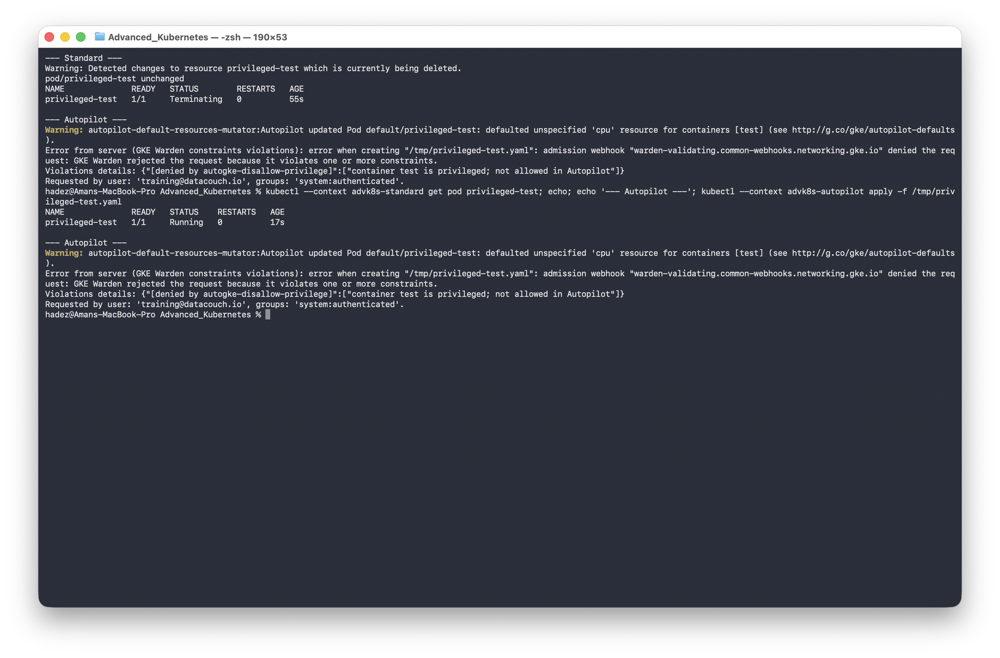 Advanced_Kubernetes — -zsh — 190×53
--- Standard ---
Warning: Detected changes to resource privileged-test which is currently being deleted.
pod/privileged-test unchanged
NAME              READY   STATUS        RESTARTS   AGE
privileged-test   1/1     Terminating   0          55s
--- Autopilot ---
Warning: autopilot-default-resources-mutator:Autopilot updated Pod default/privileged-test: defaulted unspecified 'cpu' resource for containers [test] (see http://g.co/gke/autopilot-defaults
).
Error from server (GKE Warden constraints violations): error when creating "/tmp/privileged-test.yaml": admission webhook "warden-validating.common-webhooks.networking.gke.io" denied the req
uest: GKE Warden rejected the request because it violates one or more constraints.
Violations details: {"[denied by autogke-disallow-privilege]":["container test is privileged; not allowed in Autopilot"]}
Requested by user: 'training@datacouch.io', groups: 'system:authenticated'.
hadez@Amans-MacBook-Pro Advanced_Kubernetes % kubectl --context advk8s-standard get pod privileged-test; echo; echo '--- Autopilot ---'; kubectl --context advk8s-autopilot apply -f /tmp/priv
ileged-test.yaml
NAME              READY   STATUS    RESTARTS   AGE
privileged-test   1/1     Running   0          17s
--- Autopilot ---
Warning: autopilot-default-resources-mutator:Autopilot updated Pod default/privileged-test: defaulted unspecified 'cpu' resource for containers [test] (see http://g.co/gke/autopilot-defaults
).
Error from server (GKE Warden constraints violations): error when creating "/tmp/privileged-test.yaml": admission webhook "warden-validating.common-webhooks.networking.gke.io" denied the req
uest: GKE Warden rejected the request because it violates one or more constraints.
Violations details: {"[denied by autogke-disallow-privilege]":["container test is privileged; not allowed in Autopilot"]}
Requested by user: 'training@datacouch.io', groups: 'system:authenticated'.
hadez@Amans-MacBook-Pro Advanced_Kubernetes %